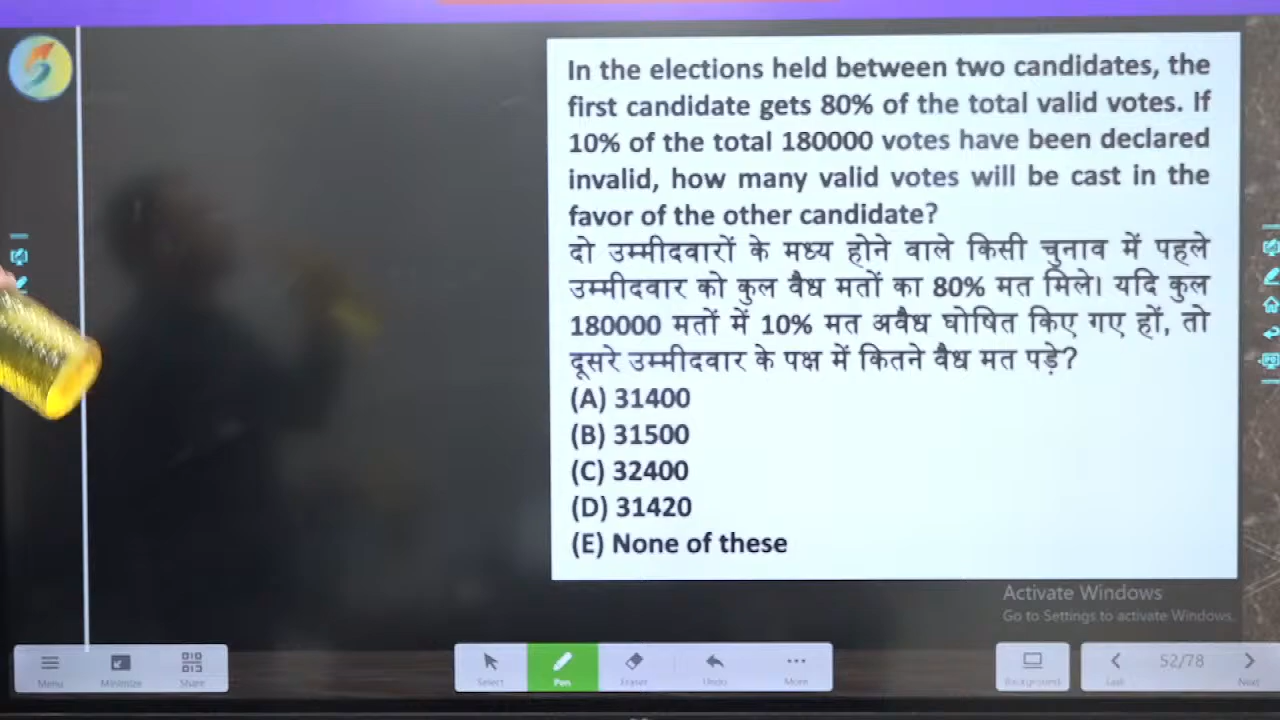 In the elections held between two candidates, the
first candidate gets 80% of the total valid votes. If
10% of the total 180000 votes have been declared
invalid, how many valid votes will be cast in the
favor of the other candidate?
दो उम्मीदवारों के मध्य होने वाले किसी चुनाव में पहले
उम्मीदवार को कुल वैध मतों का 80% मत मिले। यदि कुल
180000 मतों में 10% मत अवैध घोषित किए गए हों, तो
दूसरे उम्मीदवार के पक्ष में कितने वैध मत पड़े?
(A) 31400
(B) 31500
(C) 32400
(D) 31420
(E) None of these
Activate Windows
Go to Settings to activate Windows.
Menu Minimize Share Select Pen Eraser Undo More Background Last 52/78 Next